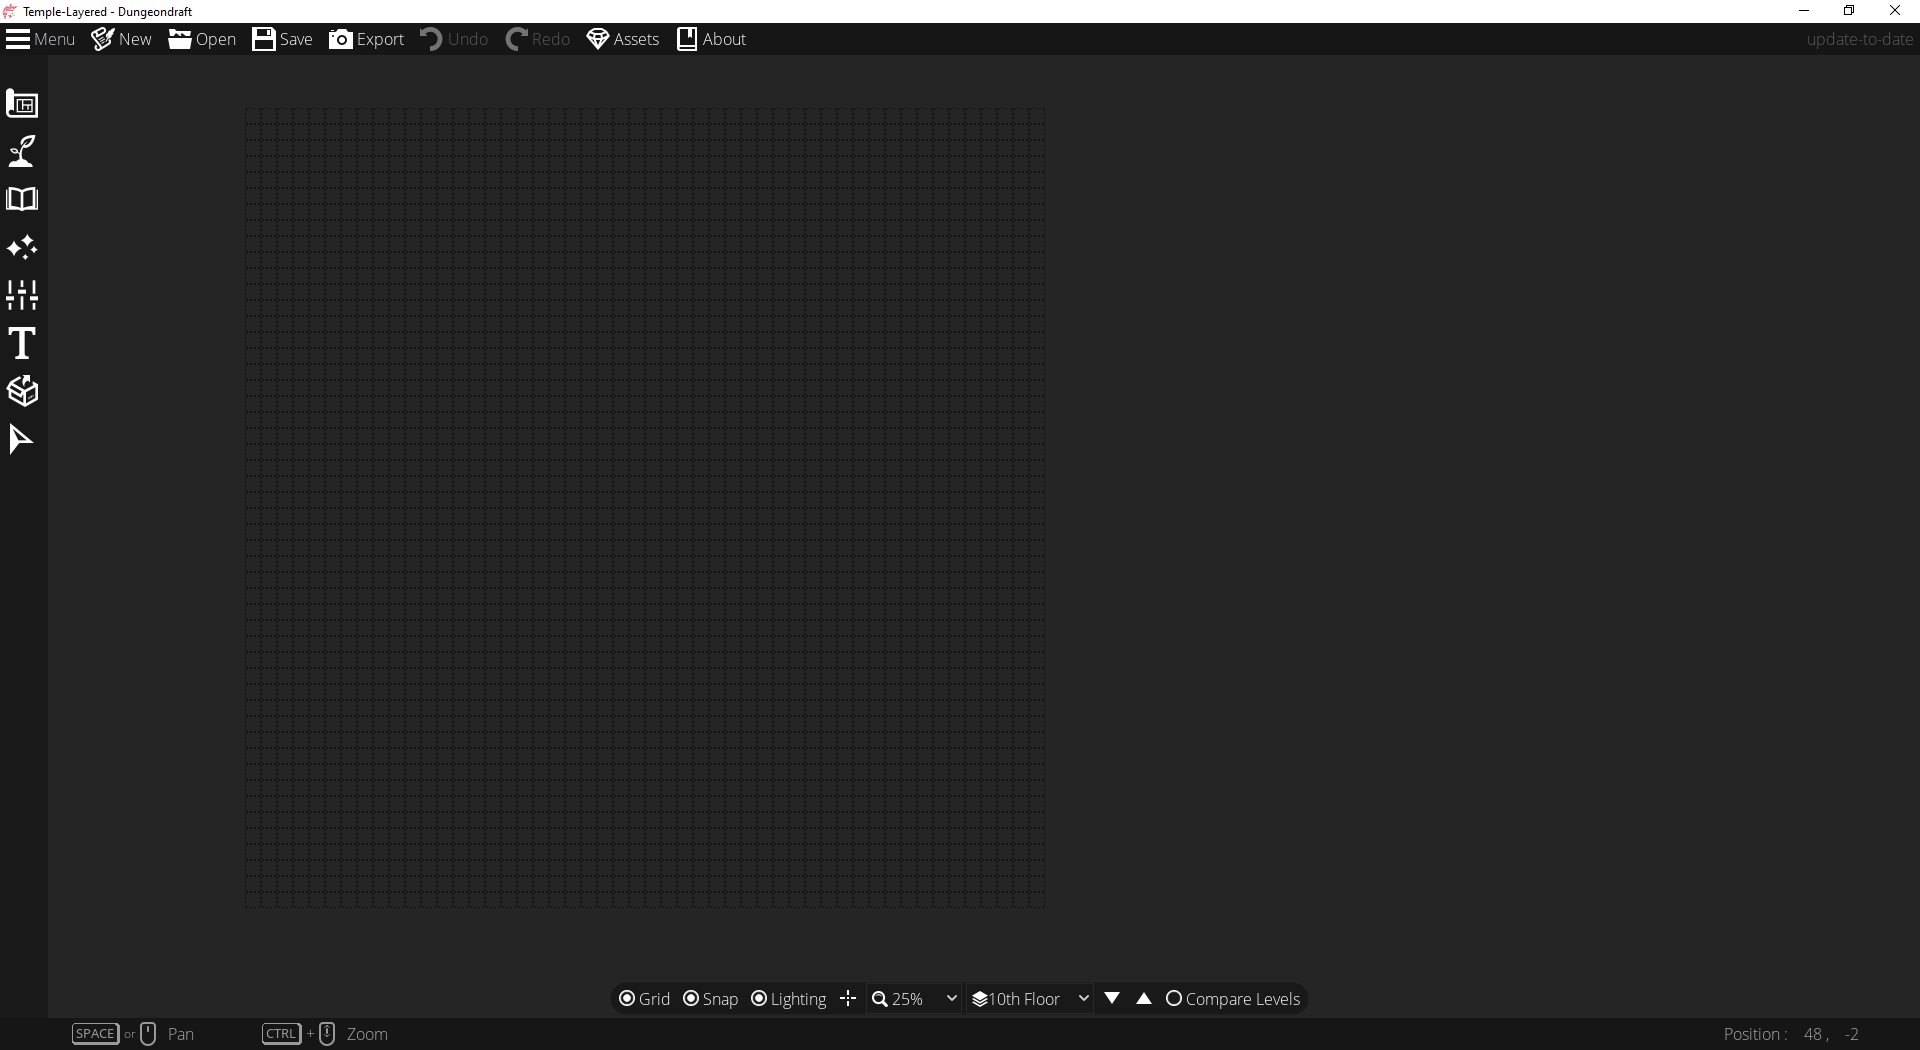 Temple-Layered - Dungeondraft
Menu New Open Save Export Undo Redo Assets About update-to-date
T
Grid Snap Lighting 25% 10th Floor Compare Levels
SPACE or Pan CTRL + Zoom Position : 48 , -2